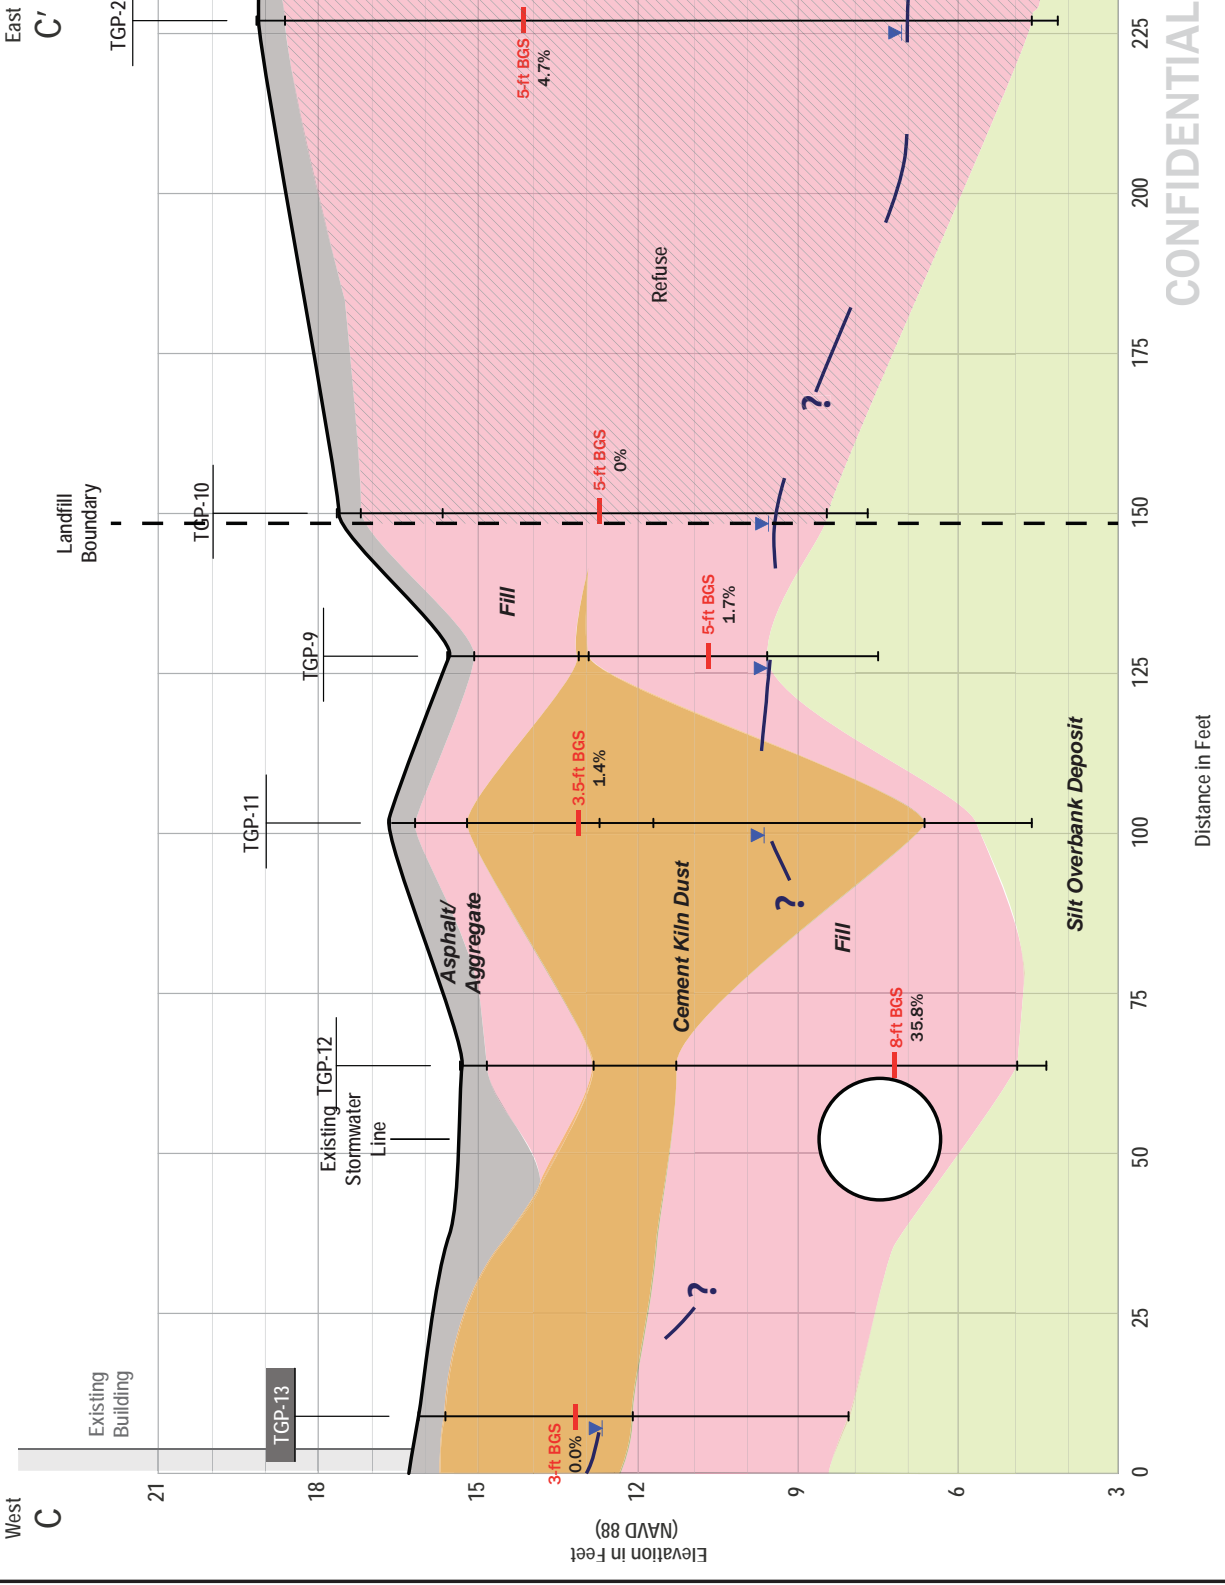 West
C
East
C′
Existing
Building
TGP-13
Existing
Stormwater
Line
TGP-12
TGP-11
TGP-9
Landfill
Boundary
TGP-10
TGP-2
21
18
15
12
9
6
3
Elevation in Feet
(NAVD 88)
3-ft BGS
0.0%
8-ft BGS
35.8%
3.5-ft BGS
1.4%
5-ft BGS
1.7%
5-ft BGS
0%
5-ft BGS
4.7%
Asphalt/
Aggregate
Cement Kiln Dust
Fill
Fill
Refuse
Silt Overbank Deposit
?
?
?
0
25
50
75
100
125
150
175
200
225
Distance in Feet
CONFIDENTIAL